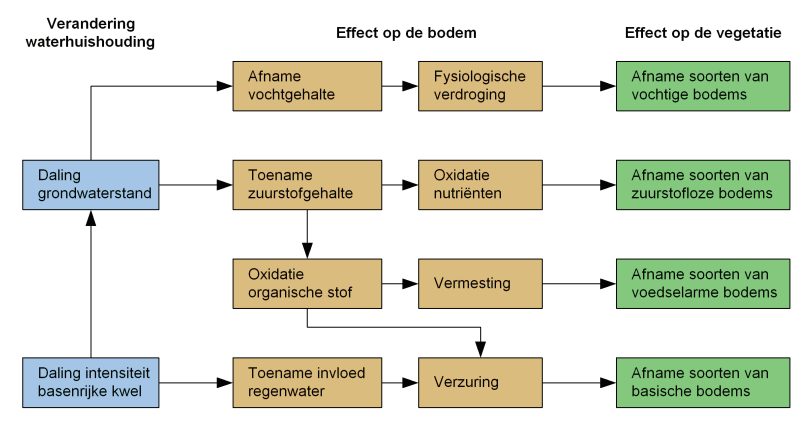 Verandering
waterhuishouding
Effect op de bodem
Effect op de vegetatie
Afname
vochtgehalte
Fysiologische
verdroging
Afname soorten van
vochtige bodems
Daling
grondwaterstand
Toename
zuurstofgehalte
Oxidatie
nutriënten
Afname soorten van
zuurstofloze bodems
Oxidatie
organische stof
Vermesting
Afname soorten van
voedselarme bodems
Daling intensiteit
basenrijke kwel
Toename invloed
regenwater
Verzuring
Afname soorten van
basische bodems